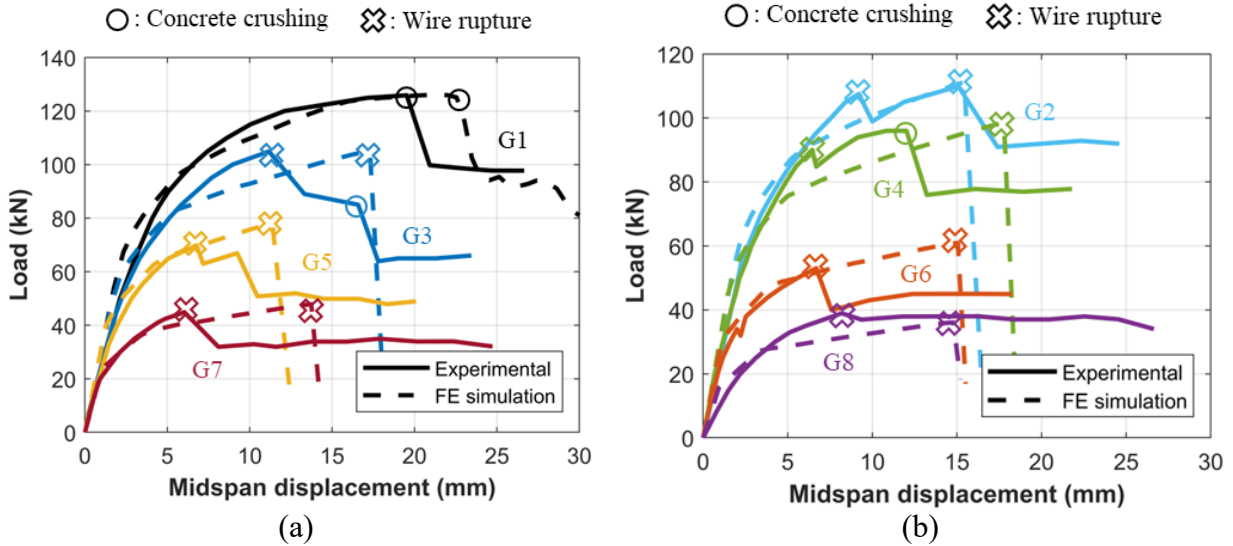 : Concrete crushing : Wire rupture
140
120
100
80
60
40
20
0
Load (kN)
G1
G3
G5
G7
Experimental
FE simulation
0 5 10 15 20 25 30
Midspan displacement (mm)
(a)
: Concrete crushing : Wire rupture
120
100
80
60
40
20
0
Load (kN)
G2
G4
G6
G8
Experimental
FE simulation
0 5 10 15 20 25 30
Midspan displacement (mm)
(b)